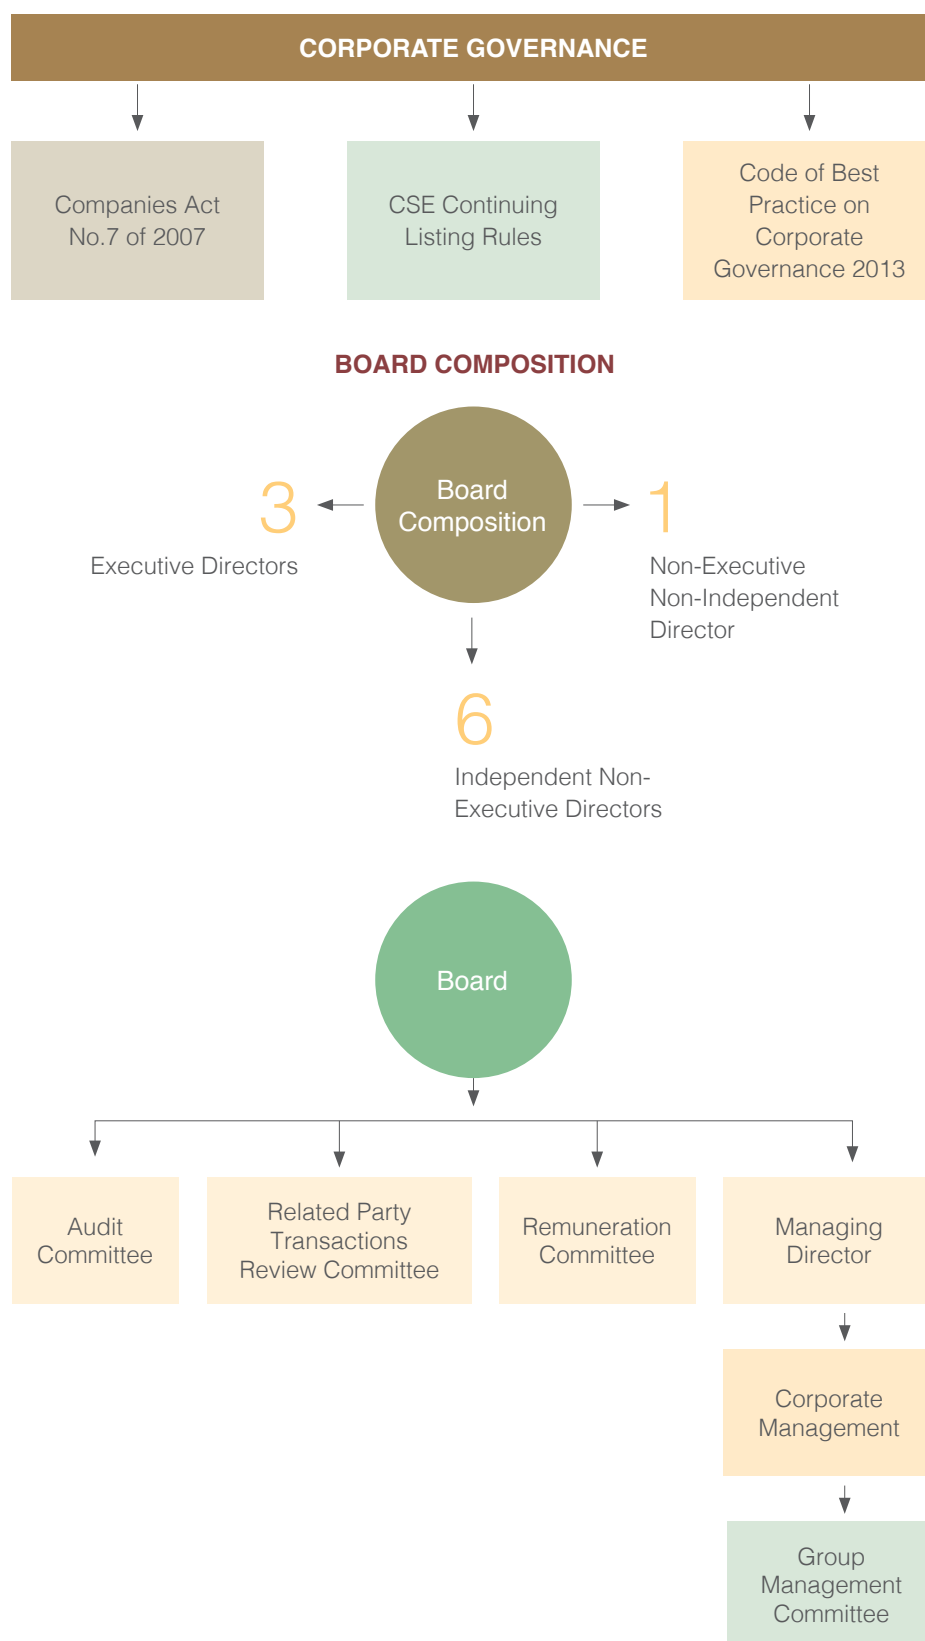 CORPORATE GOVERNANCE
Companies Act
No.7 of 2007
CSE Continuing
Listing Rules
Code of Best
Practice on
Corporate
Governance 2013
BOARD COMPOSITION
Board
Composition
3
Executive Directors
1
Non-Executive
Non-Independent
Director
6
Independent Non-
Executive Directors
Board
Audit
Committee
Related Party
Transactions
Review Committee
Remuneration
Committee
Managing
Director
Corporate
Management
Group
Management
Committee